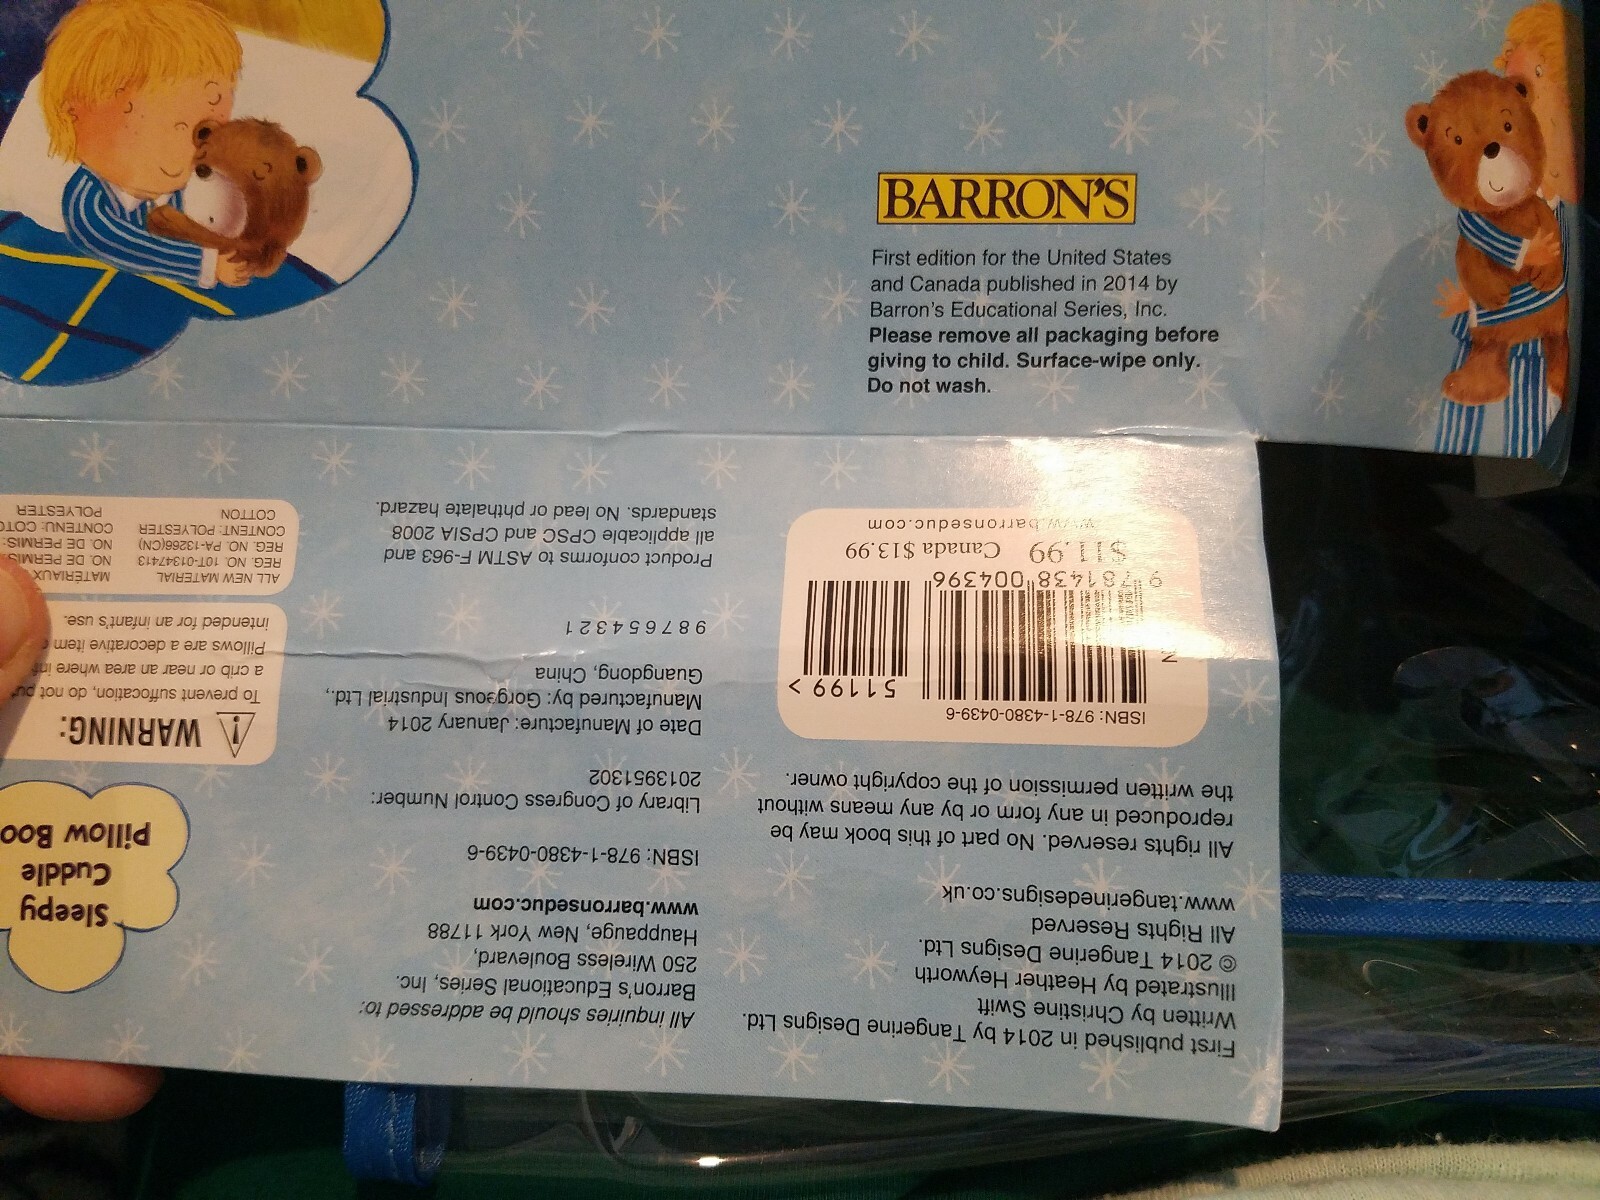 BARRON'S
First edition for the United States
and Canada published in 2014 by
Barron's Educational Series, Inc.
Please remove all packaging before
giving to child. Surface-wipe only.
Do not wash.
First published in 2014 by Tangerine Designs Ltd.
Written by Christine Swift
Illustrated by Heather Heyworth
© 2014 Tangerine Designs Ltd.
All Rights Reserved
www.tangerinedesigns.co.uk
All rights reserved. No part of this book may be
reproduced in any form or by any means without
the written permission of the copyright owner.
ISBN: 978-1-4380-0439-6
51199 >
9 781438 004396
$11.99 Canada $13.99
www.barronseduc.com
All inquiries should be addressed to:
Barron's Educational Series, Inc.
250 Wireless Boulevard,
Hauppauge, New York 11788
www.barronseduc.com
ISBN: 978-1-4380-0439-6
Library of Congress Control Number:
2013951302
Date of Manufacture: January 2014
Manufactured by: Gorgeous Industrial Ltd.,
Guangdong, China
9 8 7 6 5 4 3 2 1
Product conforms to ASTM F-963 and
all applicable CPSC and CPSIA 2008
standards. No lead or phthalate hazard.
Sleepy
Cuddle
Pillow
WARNING:
To prevent suffocation, do not
a crib or near an area where
Pillows are a decorative item
intended for an infant's use.
ALL NEW MATERIAL MATÉRIAUX
REG. NO. 10T-01347413 NO. DE PERMIS
REG. NO. PA-13266(CN) NO. DE PERMIS:
CONTENT: POLYESTER CONTENU:
COTTON POLYESTER